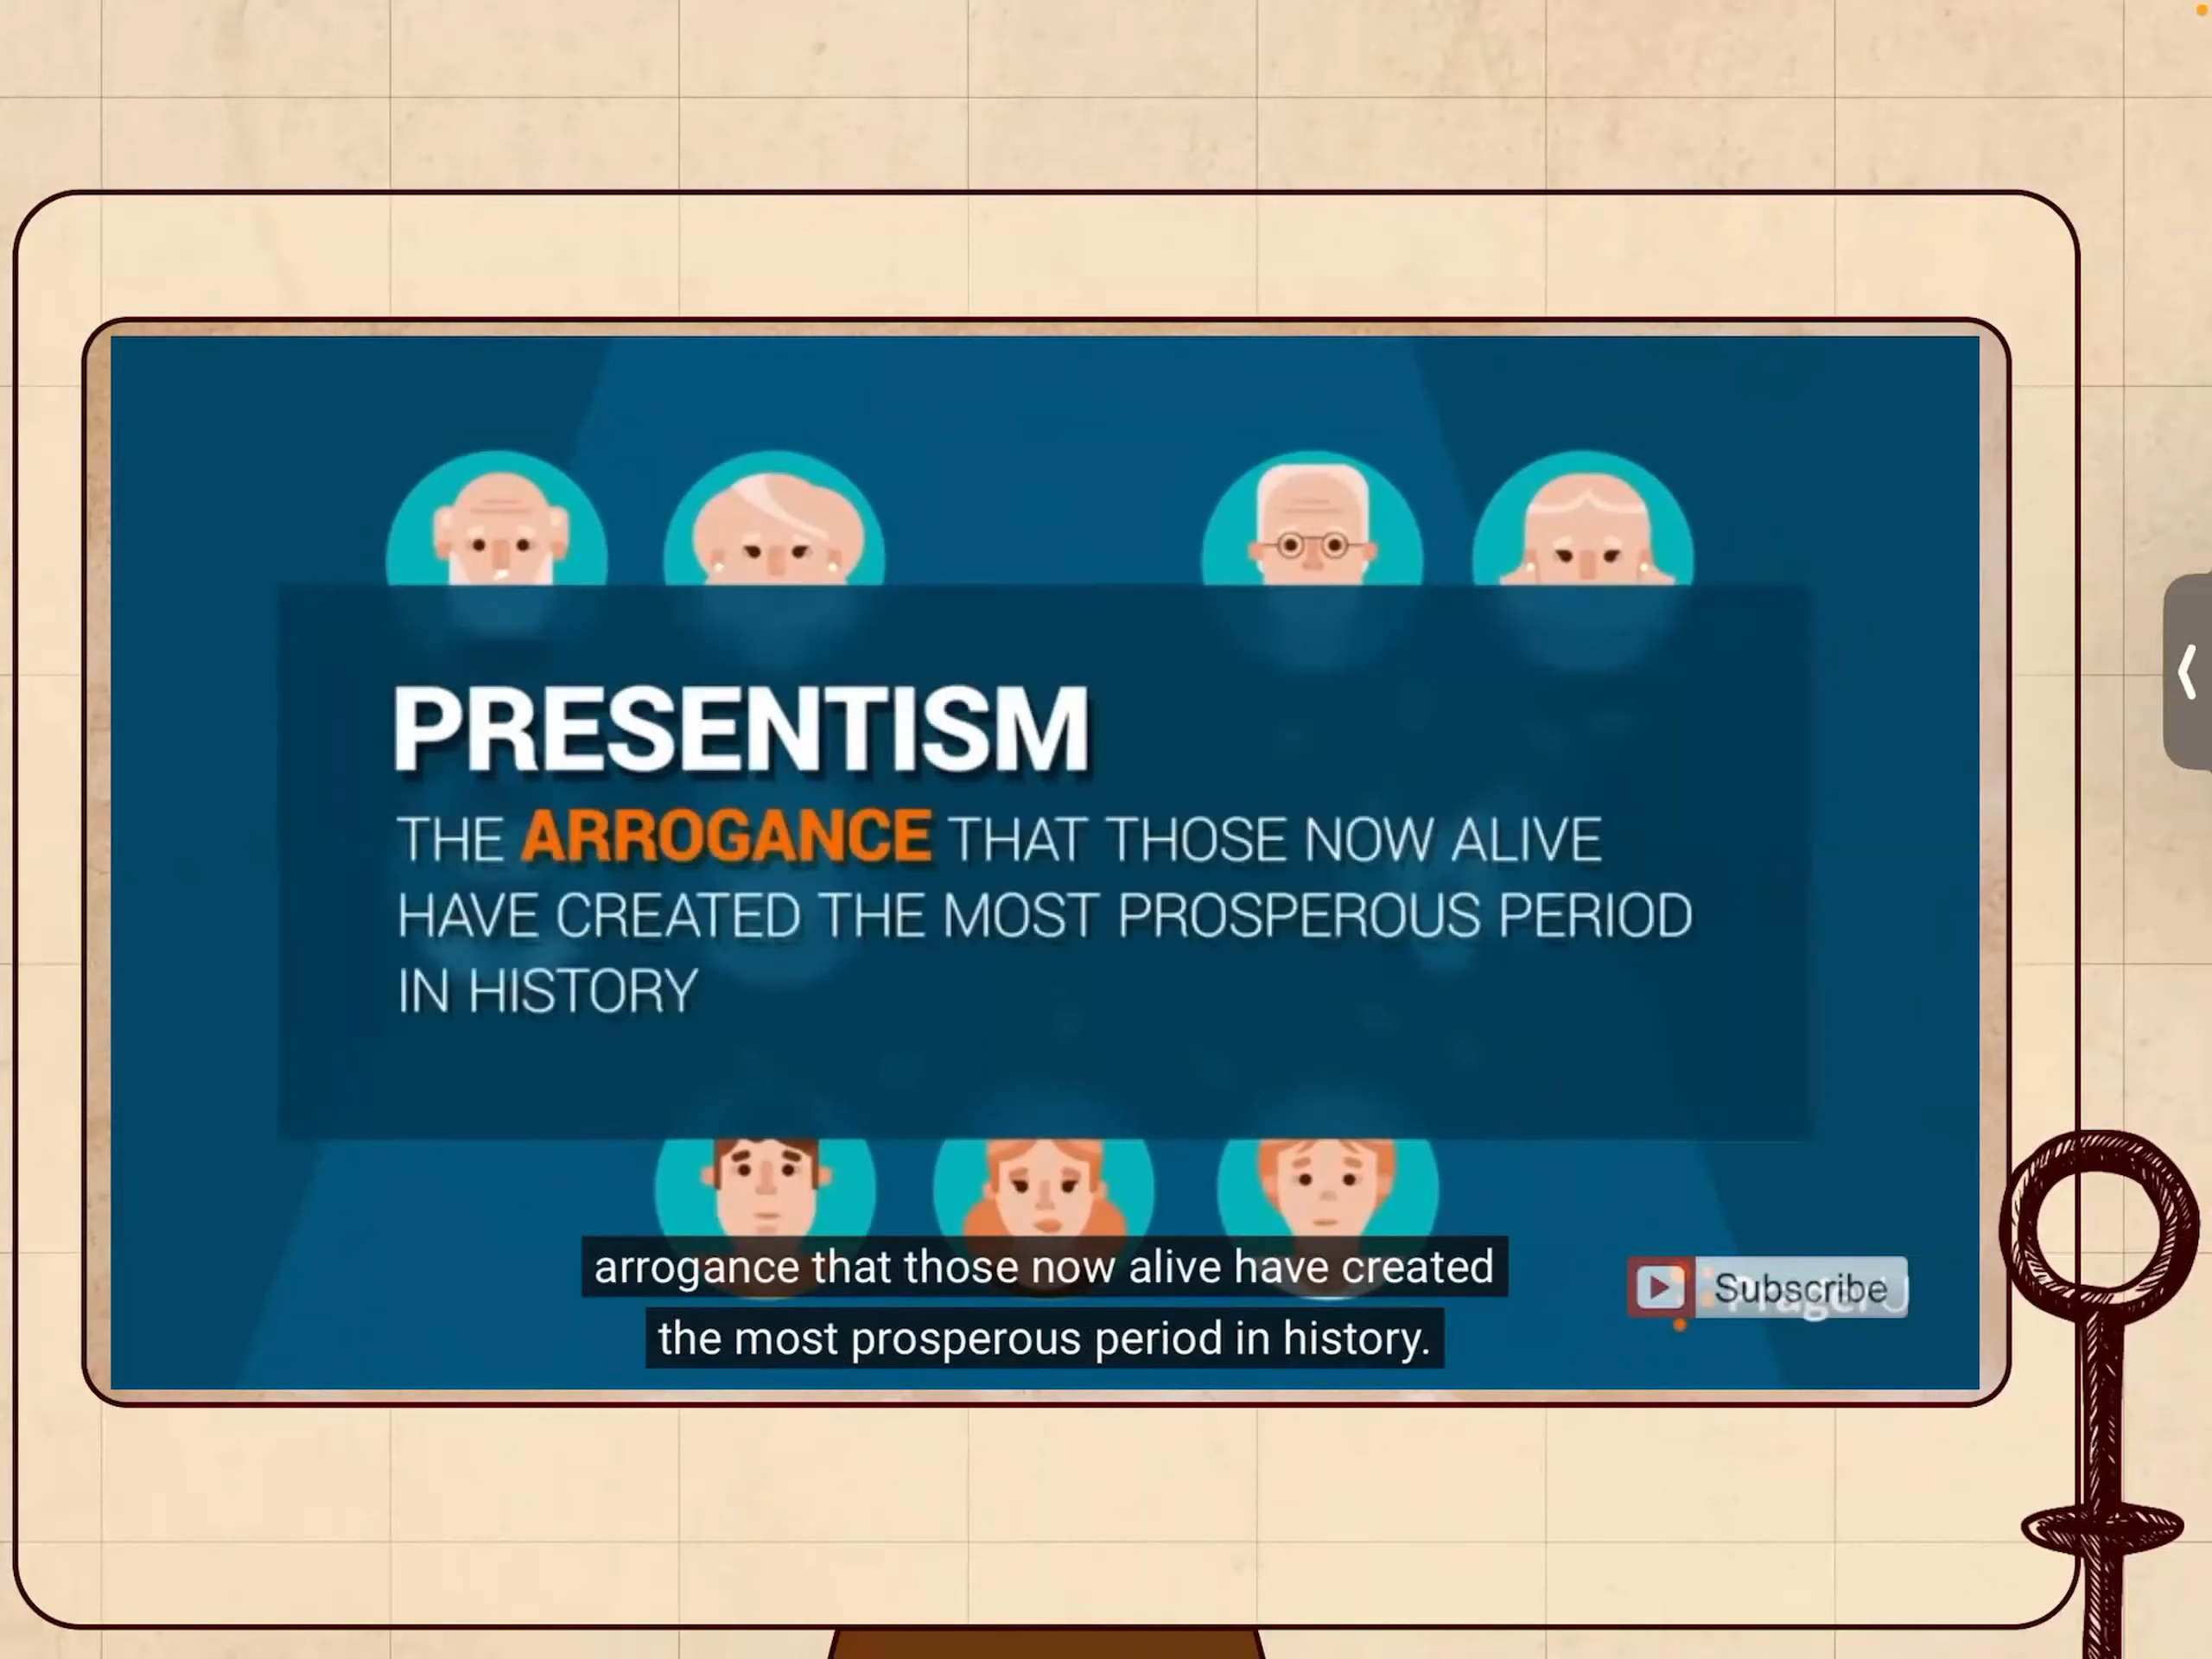 PRESENTISM
THE ARROGANCE THAT THOSE NOW ALIVE
HAVE CREATED THE MOST PROSPEROUS PERIOD
IN HISTORY
arrogance that those now alive have created
the most prosperous period in history.
Subscribe
PragerU